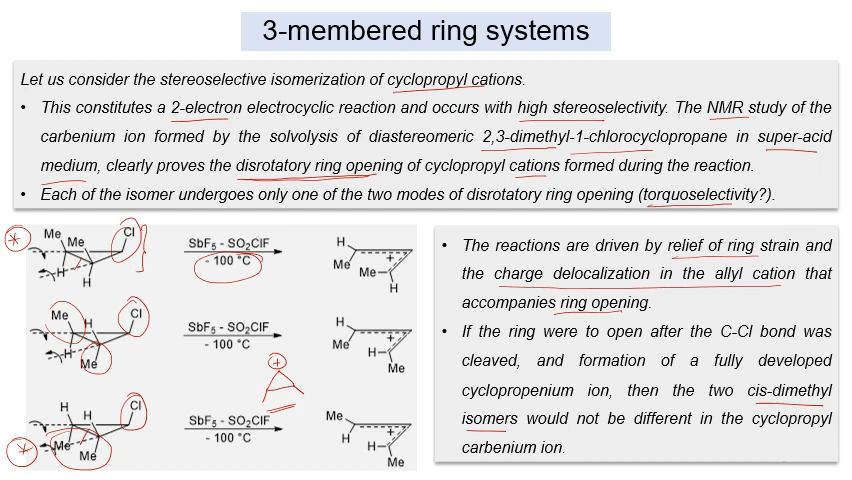 3-membered ring systems
Let us consider the stereoselective isomerization of cyclopropyl cations.
• This constitutes a 2-electron electrocyclic reaction and occurs with high stereoselectivity. The NMR study of the
carbenium ion formed by the solvolysis of diastereomeric 2,3-dimethyl-1-chlorocyclopropane in super-acid
medium, clearly proves the disrotatory ring opening of cyclopropyl cations formed during the reaction.
• Each of the isomer undergoes only one of the two modes of disrotatory ring opening (torquoselectivity?).
Me Me Cl
H
H
SbF5 - SO2ClF
- 100 °C
H
Me Me
+
H
Me H Cl
H
Me
SbF5 - SO2ClF
- 100 °C
H
Me H
+
Me
H H Cl
Me
Me
SbF5 - SO2ClF
- 100 °C
Me
H H
+
Me
+
• The reactions are driven by relief of ring strain and
the charge delocalization in the allyl cation that
accompanies ring opening.
• If the ring were to open after the C-Cl bond was
cleaved, and formation of a fully developed
cyclopropenium ion, then the two cis-dimethyl
isomers would not be different in the cyclopropyl
carbenium ion.